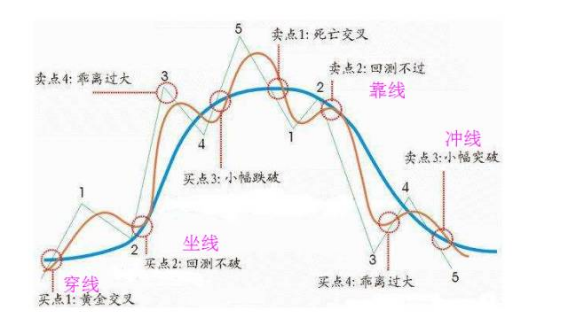 5
卖点1: 死亡交叉
卖点4: 乖离过大
3
卖点2: 回测不过
2
靠线
4
1
冲线
买点3: 小幅跌破
卖点3: 小幅突破
1
4
2
坐线
买点2: 回测不破
3
5
穿线
买点4: 乖离过大
买点1: 黄金交叉